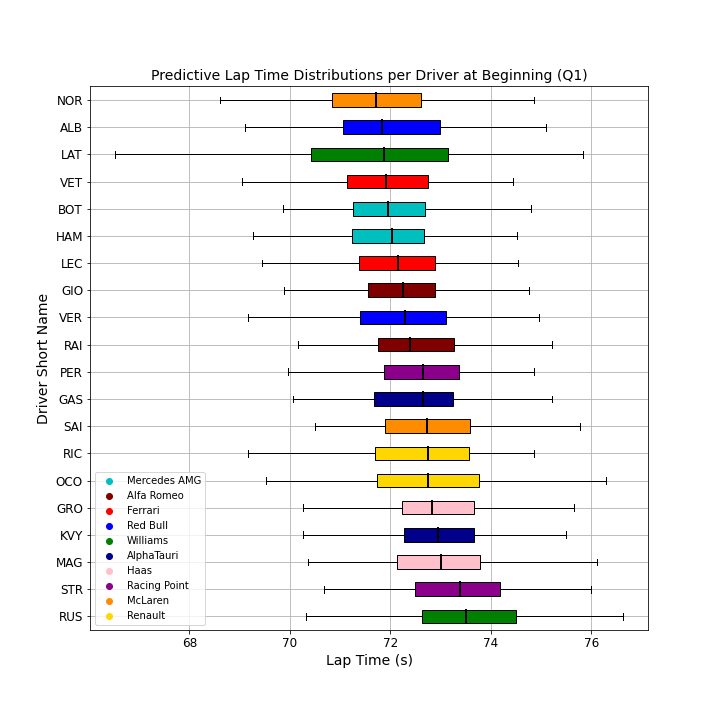 Predictive Lap Time Distributions per Driver at Beginning (Q1)
NOR
ALB
LAT
VET
BOT
HAM
LEC
GIO
VER
RAI
PER
GAS
SAI
RIC
OCO
GRO
KVY
MAG
STR
RUS
Driver Short Name
Mercedes AMG
Alfa Romeo
Ferrari
Red Bull
Williams
AlphaTauri
Haas
Racing Point
McLaren
Renault
68 70 72 74 76
Lap Time (s)